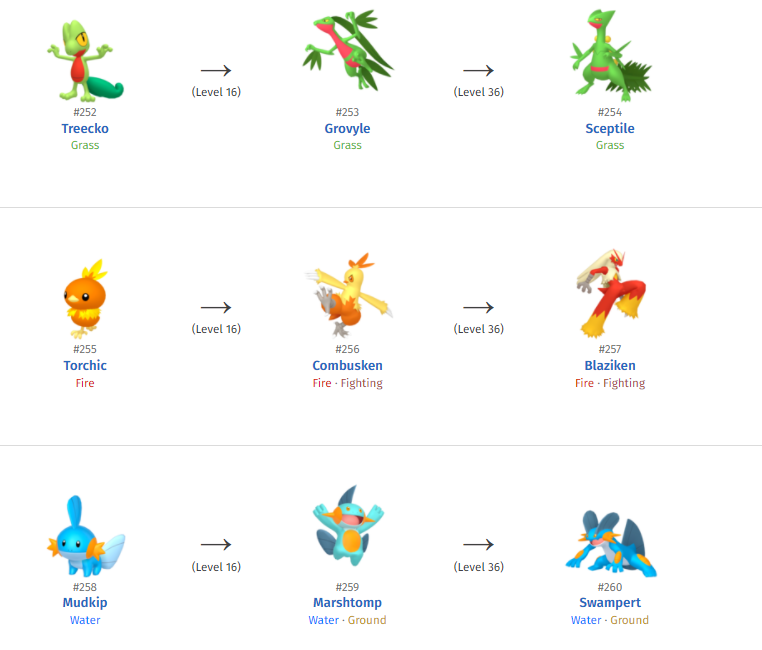 (Level 16)
(Level 36)
#252
#253
#254
Treecko
Grovyle
Sceptile
Grass
Grass
Grass
(Level 16)
(Level 36)
#255
#256
#257
Torchic
Combusken
Blaziken
Fire
Fire · Fighting
Fire · Fighting
(Level 16)
(Level 36)
#258
#259
#260
Mudkip
Marshtomp
Swampert
Water
Water · Ground
Water · Ground